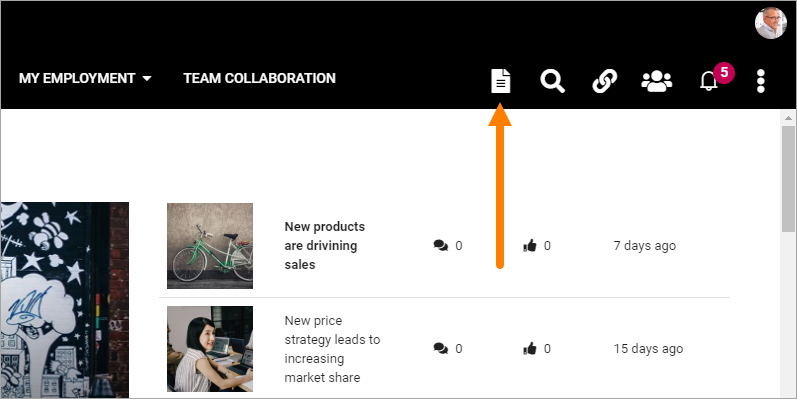 MY EMPLOYMENT
TEAM COLLABORATION
5
New products
are drivining
sales
0
0
7 days ago
New price
strategy leads to
increasing
market share
0
0
15 days ago